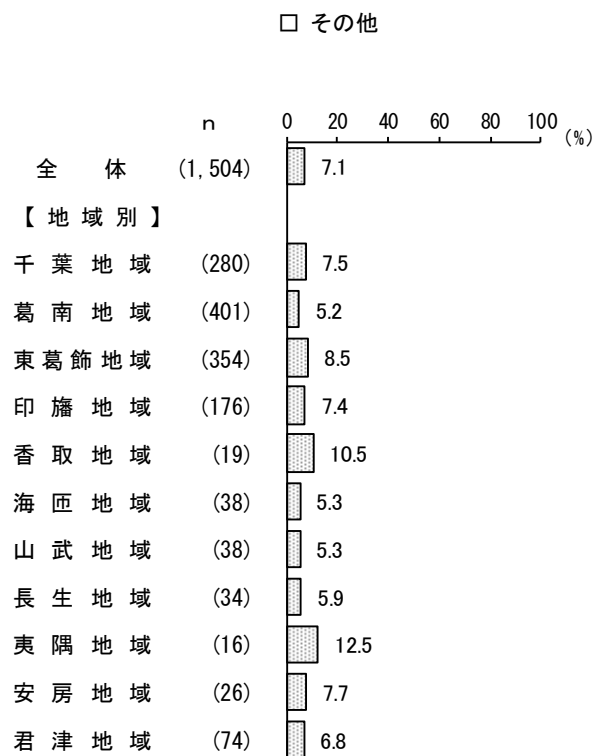 □ その他
n 0 20 40 60 80 100 (%)
全体 (1,504) 7.1
【地域別】
千葉地域 (280) 7.5
葛南地域 (401) 5.2
東葛飾地域 (354) 8.5
印旛地域 (176) 7.4
香取地域 (19) 10.5
海匝地域 (38) 5.3
山武地域 (38) 5.3
長生地域 (34) 5.9
夷隅地域 (16) 12.5
安房地域 (26) 7.7
君津地域 (74) 6.8